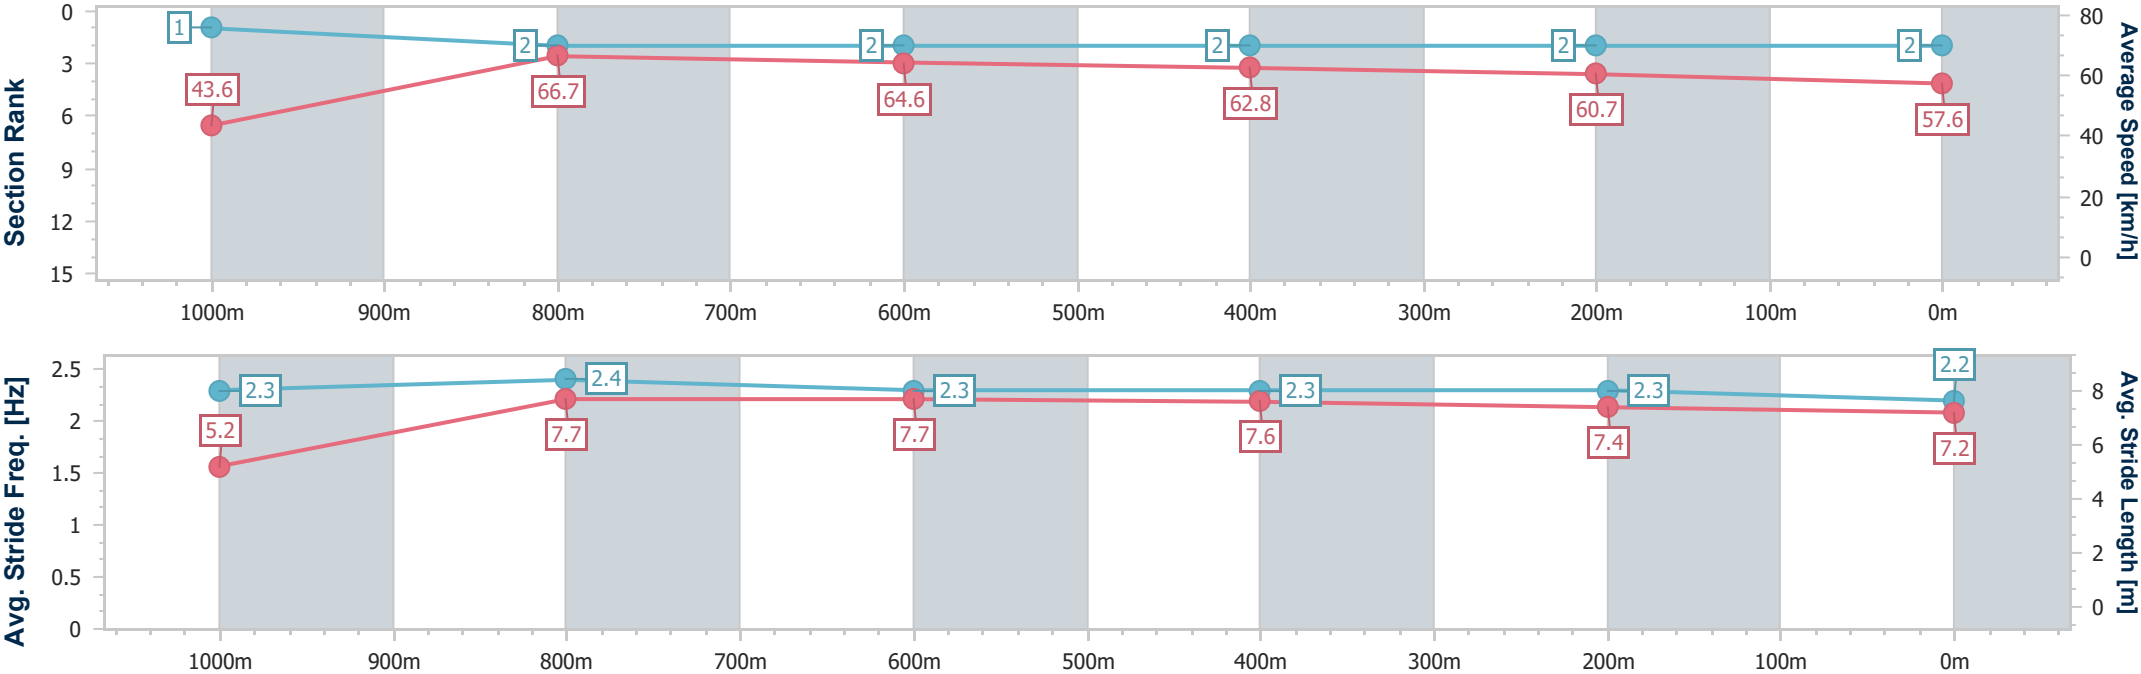 Section Rank
0
3
6
9
12
15
1
2
2
2
2
2
43.6
66.7
64.6
62.8
60.7
57.6
80
60
40
20
0
Average Speed [km/h]
1000m
900m
800m
700m
600m
500m
400m
300m
200m
100m
0m
Avg. Stride Freq. [Hz]
2.5
2
1.5
1
0.5
0
2.3
2.4
2.3
2.3
2.3
2.2
5.2
7.7
7.7
7.6
7.4
7.2
8
6
4
2
0
Avg. Stride Length [m]
1000m
900m
800m
700m
600m
500m
400m
300m
200m
100m
0m